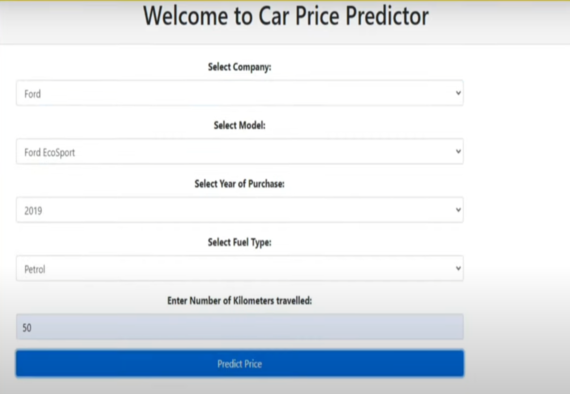 Welcome to Car Price Predictor
Select Company:
Ford
Select Model:
Ford EcoSport
Select Year of Purchase:
2019
Select Fuel Type:
Petrol
Enter Number of Kilometers travelled:
50
Predict Price